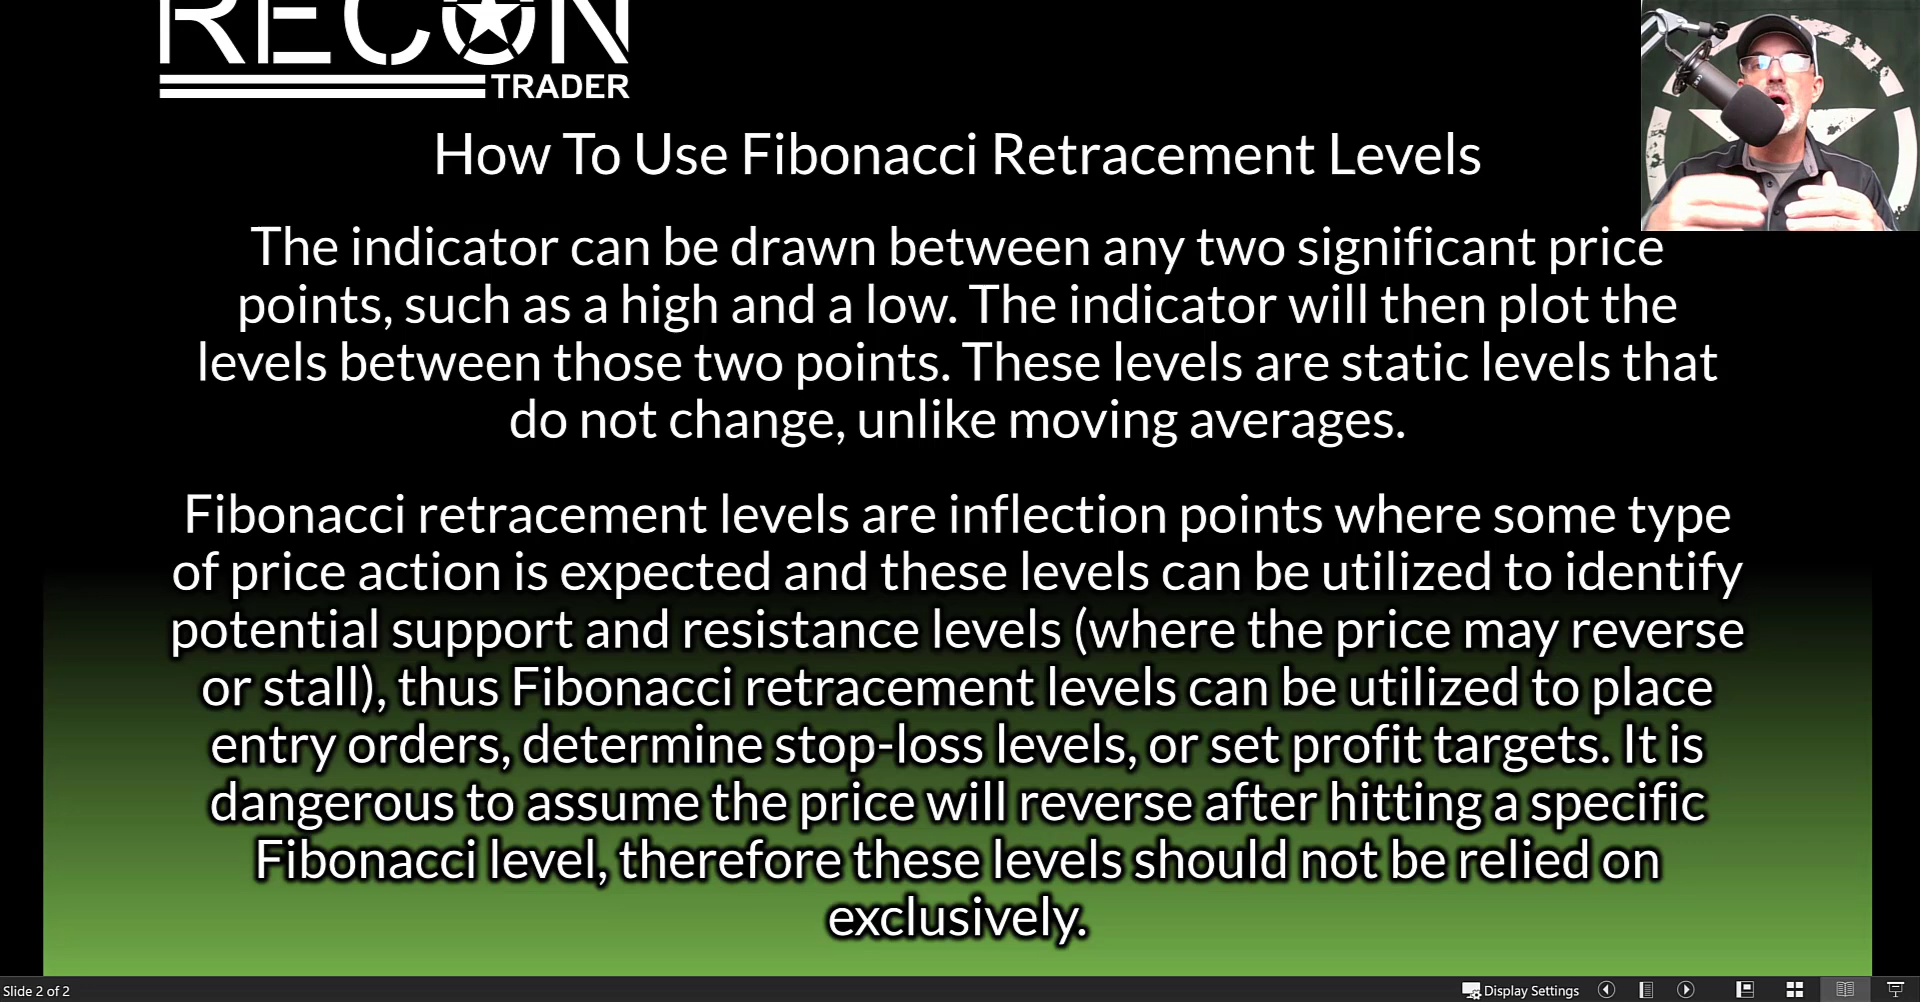 RECON
TRADER
How To Use Fibonacci Retracement Levels
The indicator can be drawn between any two significant price
points, such as a high and a low. The indicator will then plot the
levels between those two points. These levels are static levels that
do not change, unlike moving averages.
Fibonacci retracement levels are inflection points where some type
of price action is expected and these levels can be utilized to identify
potential support and resistance levels (where the price may reverse
or stall), thus Fibonacci retracement levels can be utilized to place
entry orders, determine stop-loss levels, or set profit targets. It is
dangerous to assume the price will reverse after hitting a specific
Fibonacci level, therefore these levels should not be relied on
exclusively.
Slide 2 of 2
Display Settings